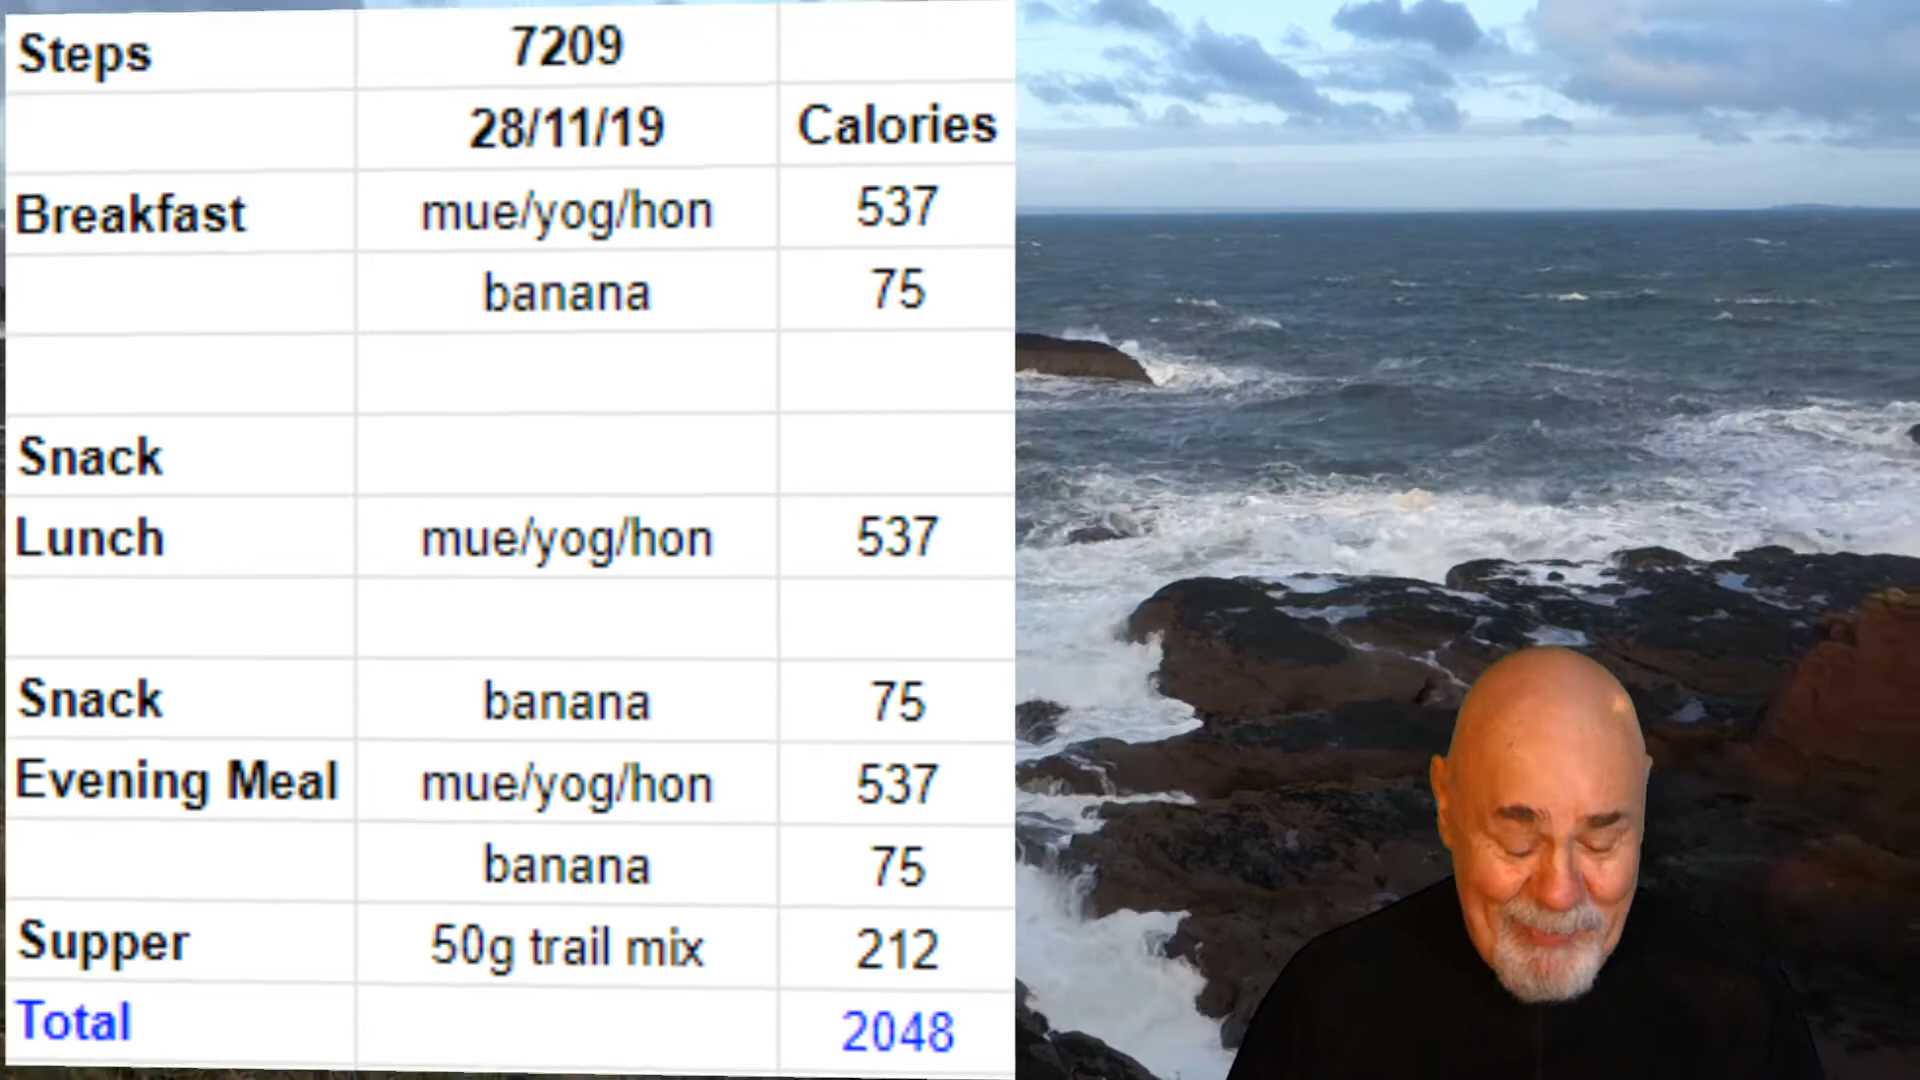 Steps 7209
28/11/19 Calories
Breakfast mue/yog/hon 537
banana 75
Snack
Lunch mue/yog/hon 537
Snack banana 75
Evening Meal mue/yog/hon 537
banana 75
Supper 50g trail mix 212
Total 2048